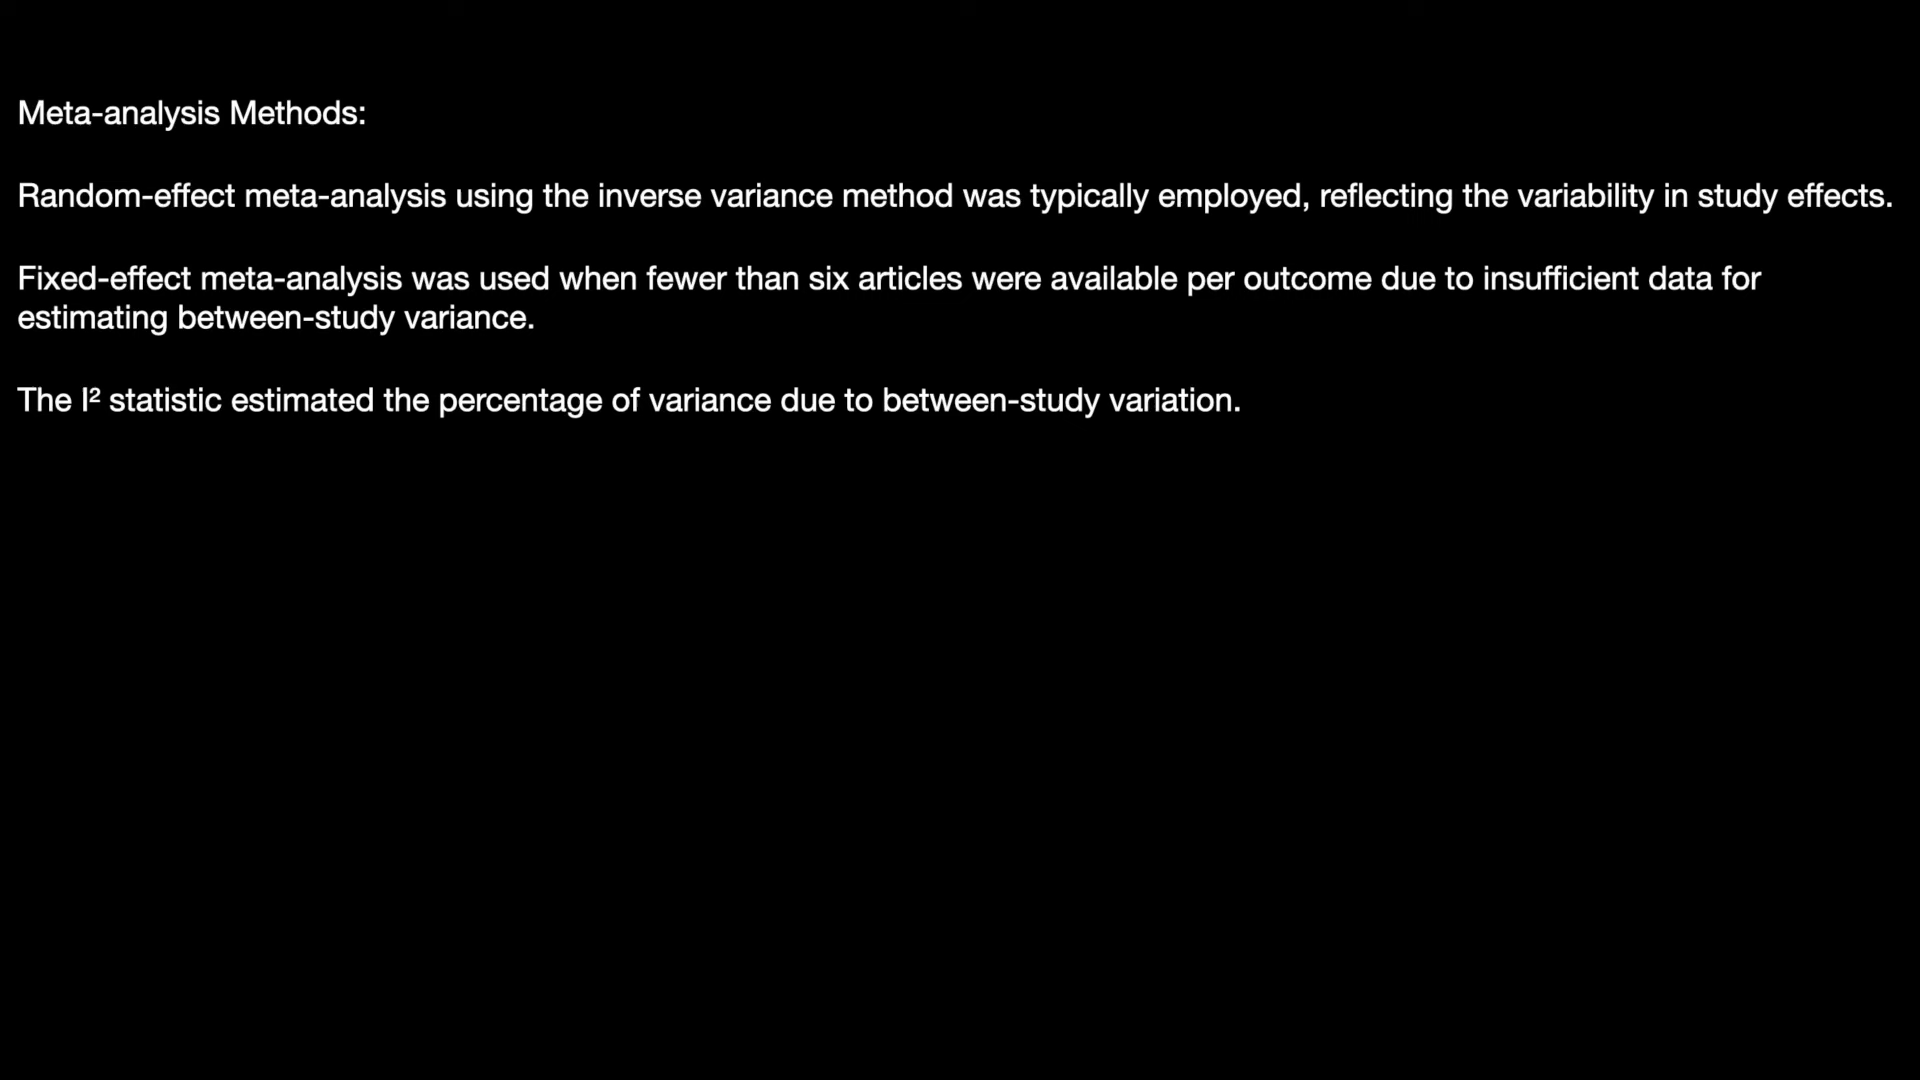 Meta-analysis Methods:
Random-effect meta-analysis using the inverse variance method was typically employed, reflecting the variability in study effects.
Fixed-effect meta-analysis was used when fewer than six articles were available per outcome due to insufficient data for
estimating between-study variance.
The I² statistic estimated the percentage of variance due to between-study variation.